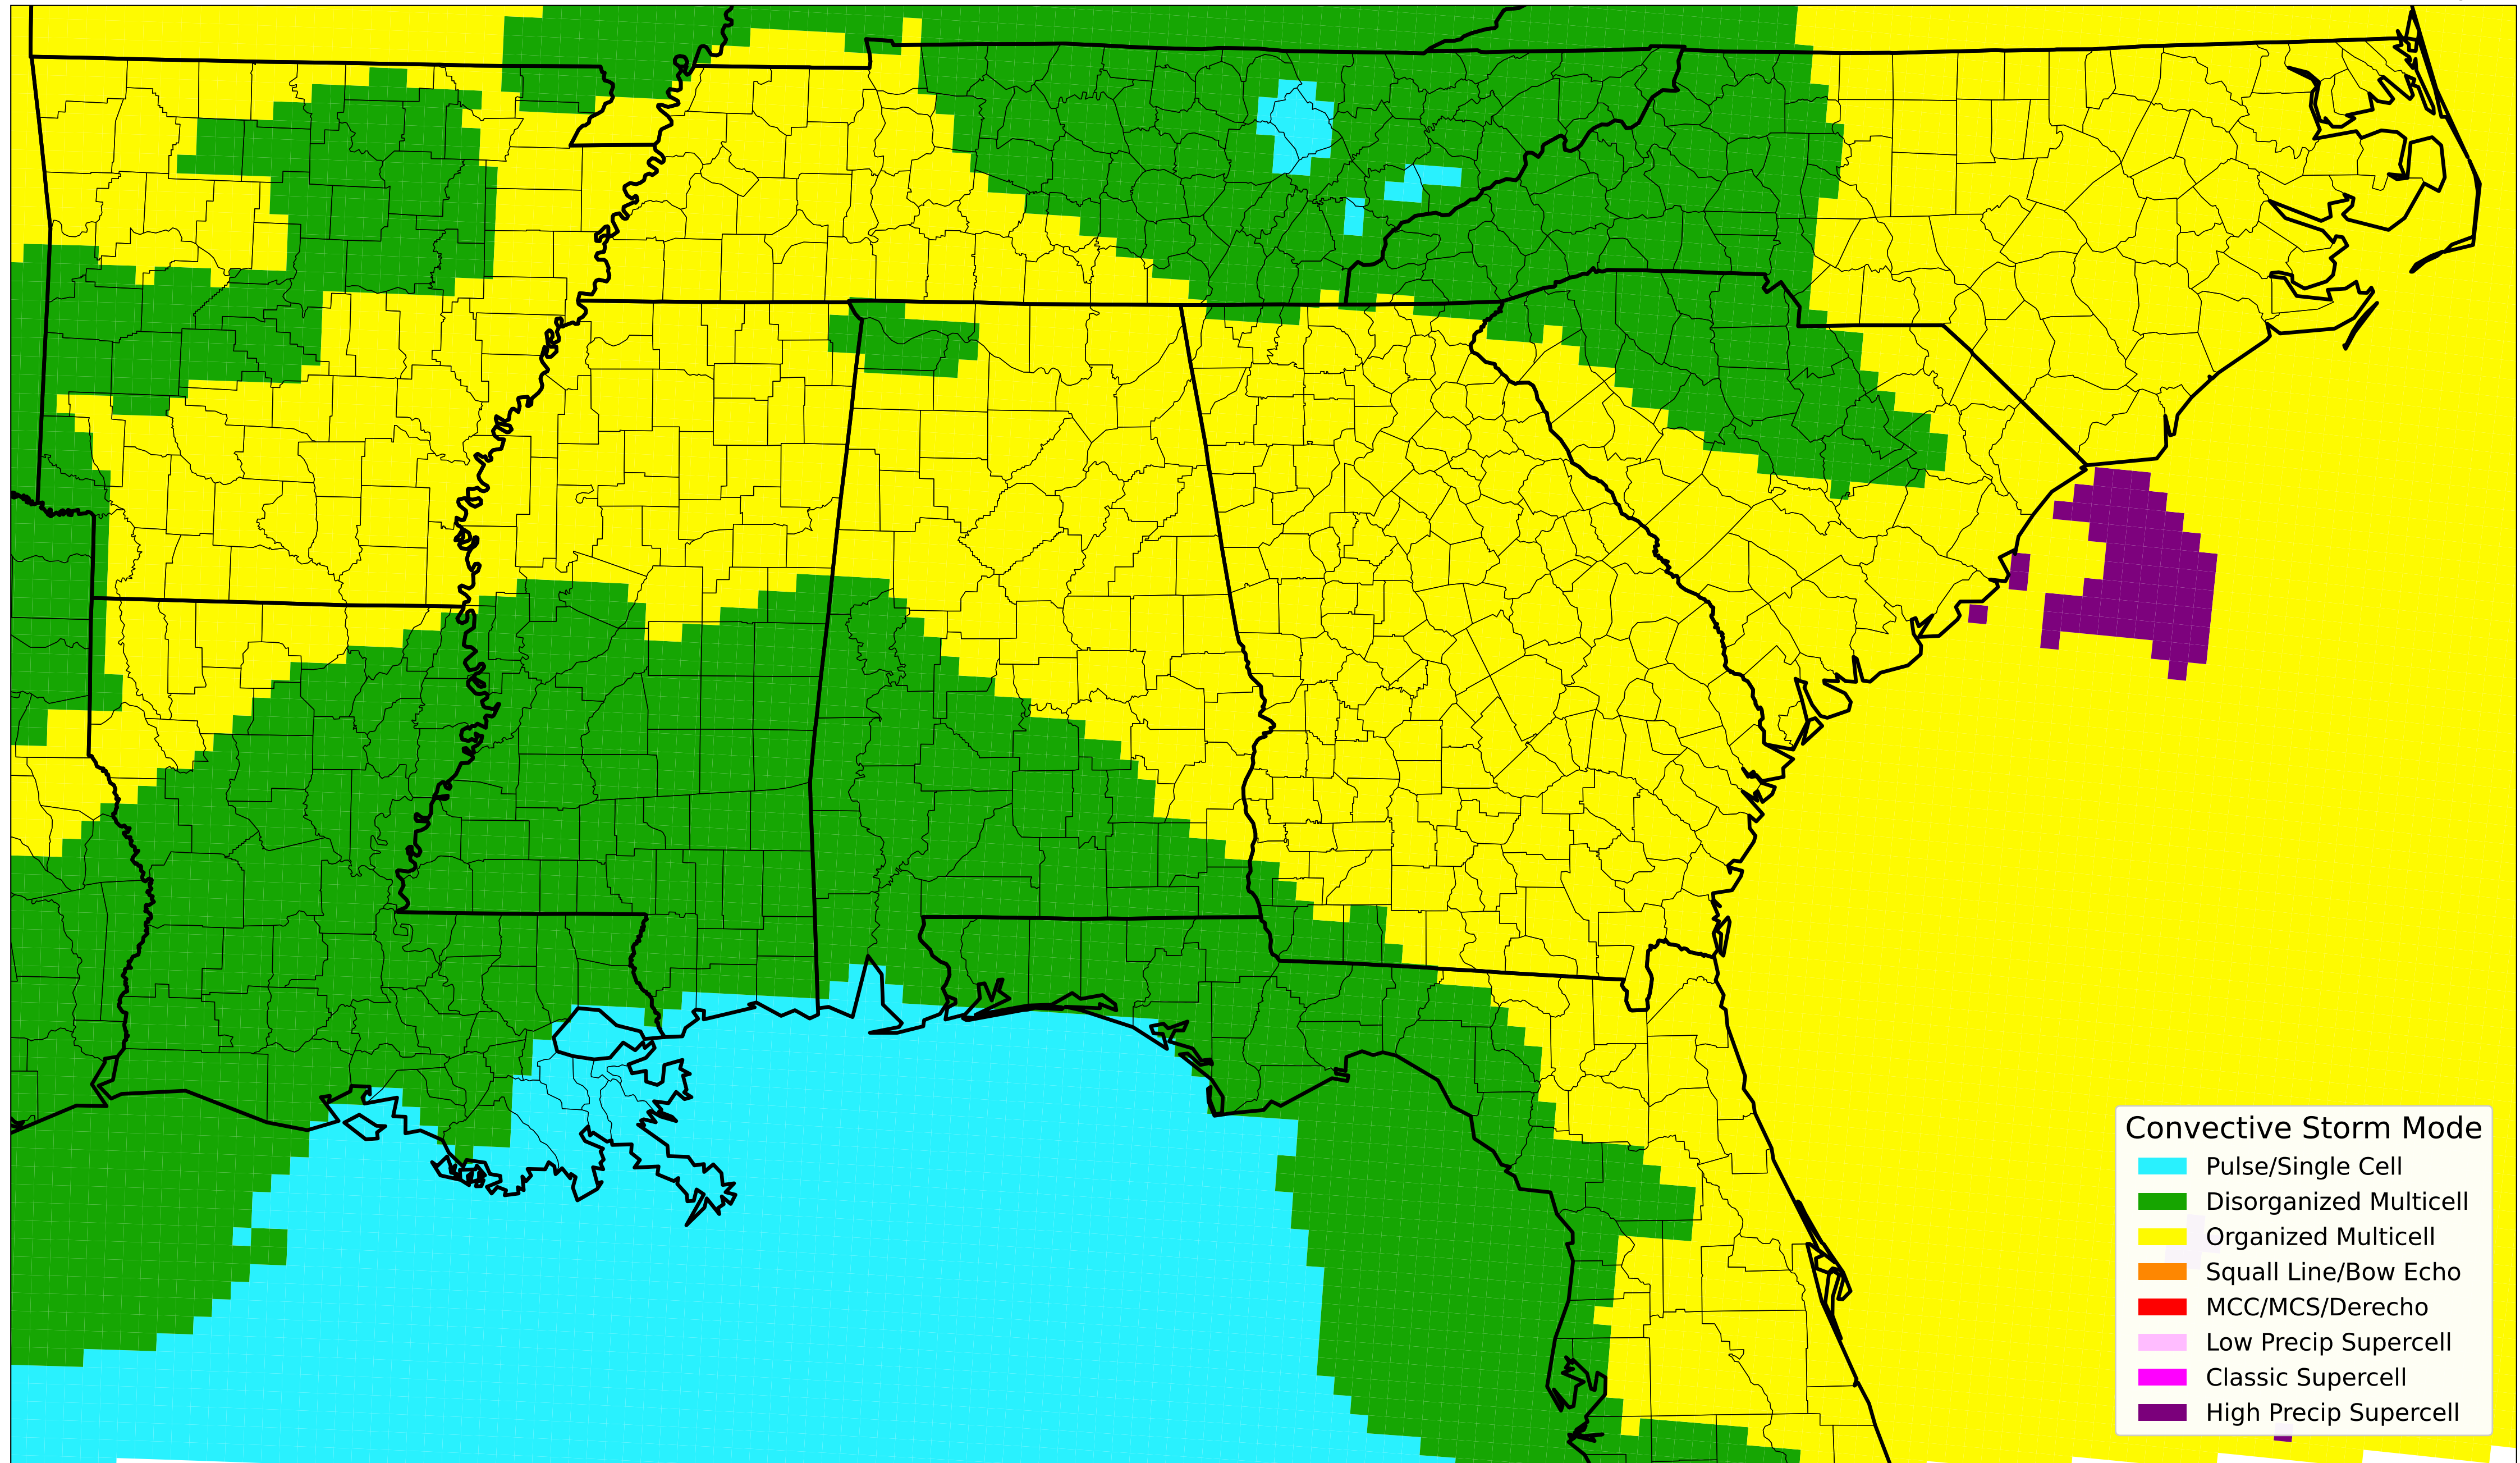 Convective Storm Mode
Pulse/Single Cell
Disorganized Multicell
Organized Multicell
Squall Line/Bow Echo
MCC/MCS/Derecho
Low Precip Supercell
Classic Supercell
High Precip Supercell